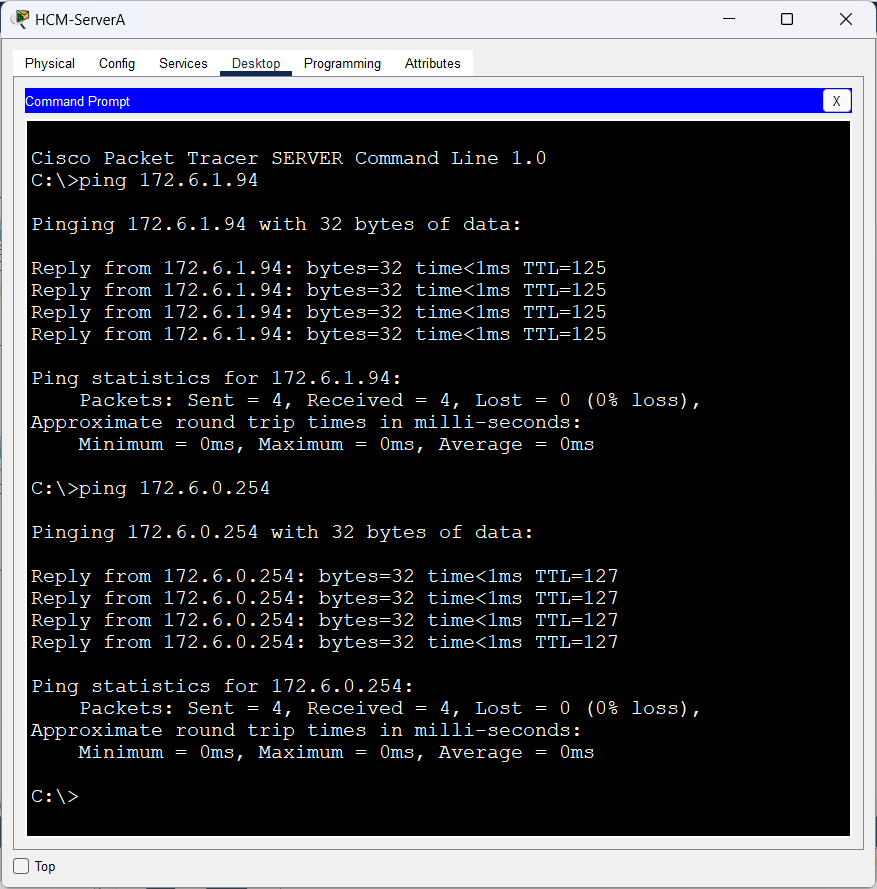 HCM-ServerA
Physical Config Services Desktop Programming Attributes
Command Prompt X
Cisco Packet Tracer SERVER Command Line 1.0
C:\>ping 172.6.1.94
Pinging 172.6.1.94 with 32 bytes of data:
Reply from 172.6.1.94: bytes=32 time<1ms TTL=125
Reply from 172.6.1.94: bytes=32 time<1ms TTL=125
Reply from 172.6.1.94: bytes=32 time<1ms TTL=125
Reply from 172.6.1.94: bytes=32 time<1ms TTL=125
Ping statistics for 172.6.1.94:
Packets: Sent = 4, Received = 4, Lost = 0 (0% loss),
Approximate round trip times in milli-seconds:
Minimum = 0ms, Maximum = 0ms, Average = 0ms
C:\>ping 172.6.0.254
Pinging 172.6.0.254 with 32 bytes of data:
Reply from 172.6.0.254: bytes=32 time<1ms TTL=127
Reply from 172.6.0.254: bytes=32 time<1ms TTL=127
Reply from 172.6.0.254: bytes=32 time<1ms TTL=127
Reply from 172.6.0.254: bytes=32 time<1ms TTL=127
Ping statistics for 172.6.0.254:
Packets: Sent = 4, Received = 4, Lost = 0 (0% loss),
Approximate round trip times in milli-seconds:
Minimum = 0ms, Maximum = 0ms, Average = 0ms
C:\>
Top